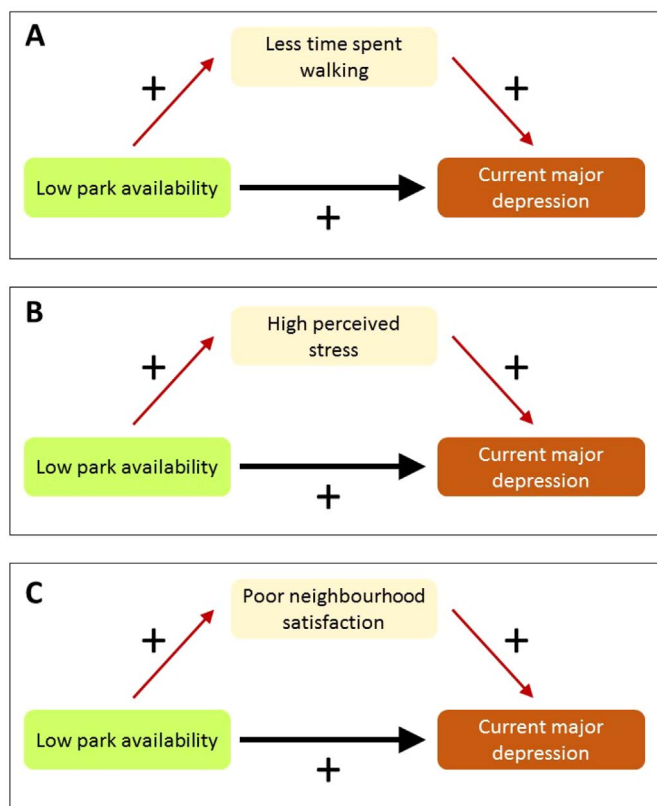 A
Less time spent
walking
+
+
Low park availability
Current major
depression
+
B
High perceived
stress
+
+
Low park availability
Current major
depression
+
C
Poor neighbourhood
satisfaction
+
+
Low park availability
Current major
depression
+